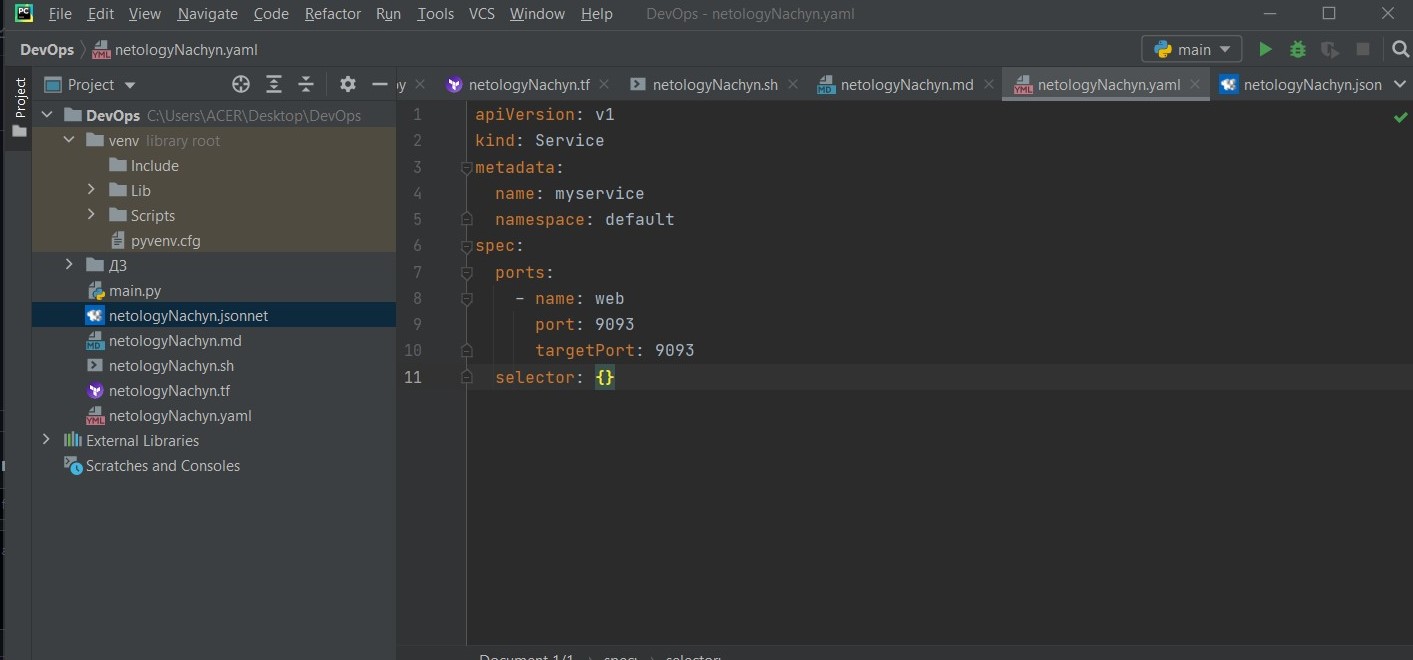 File Edit View Navigate Code Refactor Run Tools VCS Window Help DevOps - netologyNachyn.yaml
DevOps netologyNachyn.yaml main
Project
Project
netologyNachyn.tf netologyNachyn.sh netologyNachyn.md netologyNachyn.yaml netologyNachyn.json
DevOps C:\Users\ACER\Desktop\DevOps
venv library root
Include
Lib
Scripts
pyvenv.cfg
ДЗ
main.py
netologyNachyn.jsonnet
netologyNachyn.md
netologyNachyn.sh
netologyNachyn.tf
netologyNachyn.yaml
External Libraries
Scratches and Consoles
1 apiVersion: v1
2 kind: Service
3 metadata:
4 name: myservice
5 namespace: default
6 spec:
7 ports:
8 - name: web
9 port: 9093
10 targetPort: 9093
11 selector: {}
Document 1/1 spec: selector: